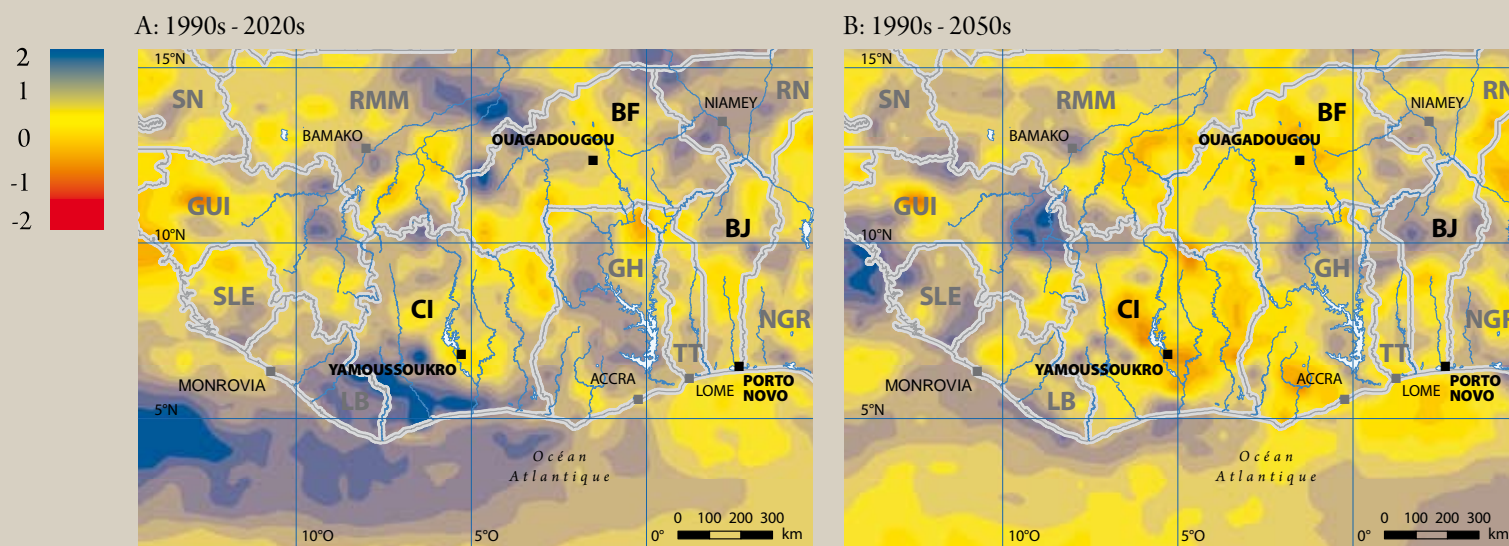 A: 1990s - 2020s
2
1
0
-1
-2
15°N
SN
RMM
BF
RN
NIAMEY
BAMAKO
OUAGADOUGOU
GUI
BJ
10°N
GH
SLE
CI
NGR
TT
YAMOUSSOUKRO
MONROVIA
ACCRA
LOME
PORTO
NOVO
LB
5°N
Océan
Atlantique
0 100 200 300
km
10°O
5°O
0°
B: 1990s - 2050s
15°N
SN
RMM
BF
RN
NIAMEY
BAMAKO
OUAGADOUGOU
GUI
BJ
10°N
GH
SLE
CI
NGR
TT
YAMOUSSOUKRO
MONROVIA
ACCRA
LOME
PORTO
NOVO
LB
5°N
Océan
Atlantique
0 100 200 300
km
10°O
5°O
0°